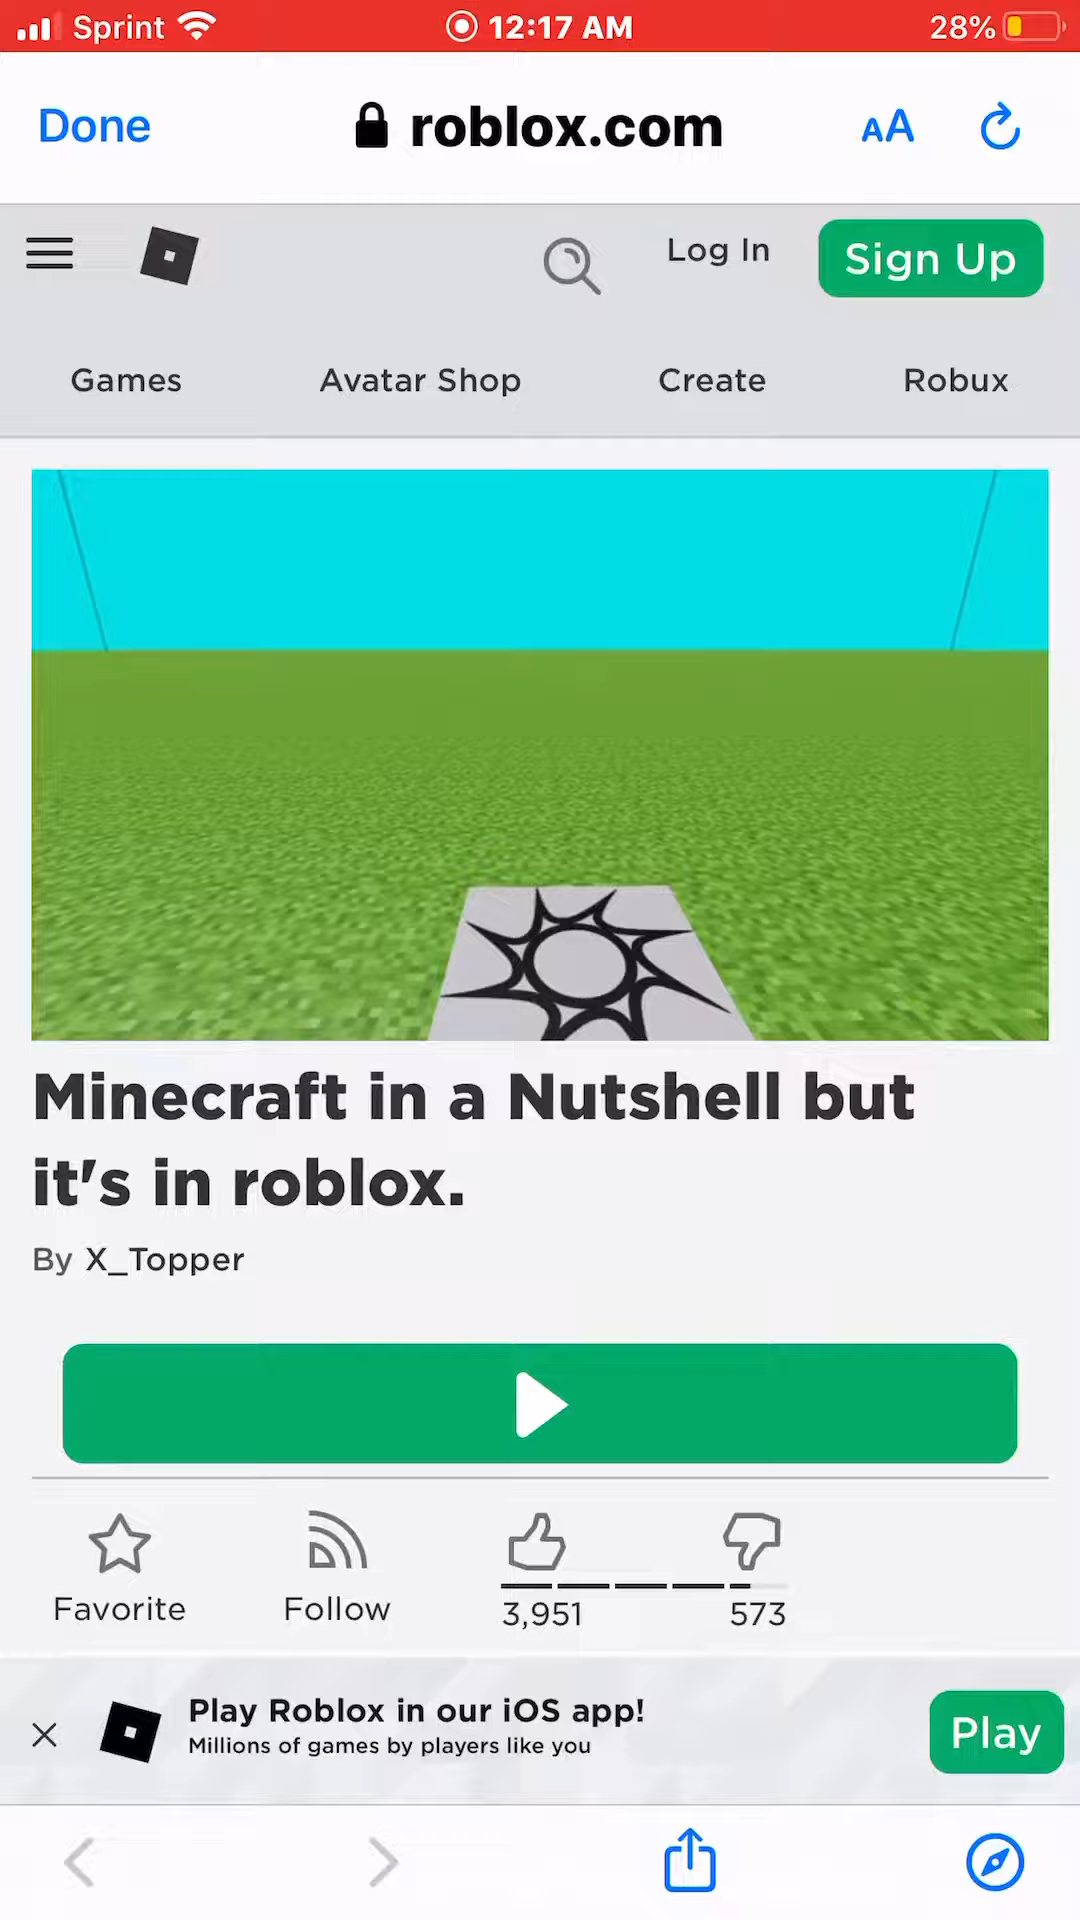 Sprint 12:17 AM 28%
Done roblox.com AA
Log In Sign Up
Games Avatar Shop Create Robux
Minecraft in a Nutshell but
it's in roblox.
By X_Topper
Favorite Follow 3,951 573
Play Roblox in our iOS app!
Millions of games by players like you
Play